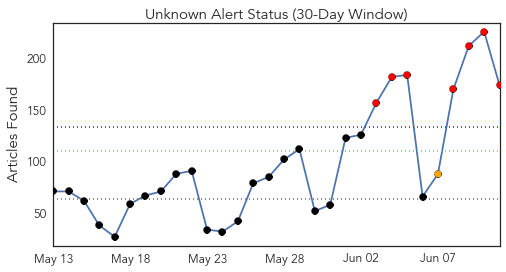 Unknown Alert Status (30-Day Window)
Articles Found
200
150
100
50
May 13 May 18 May 23 May 28 Jun 02 Jun 07